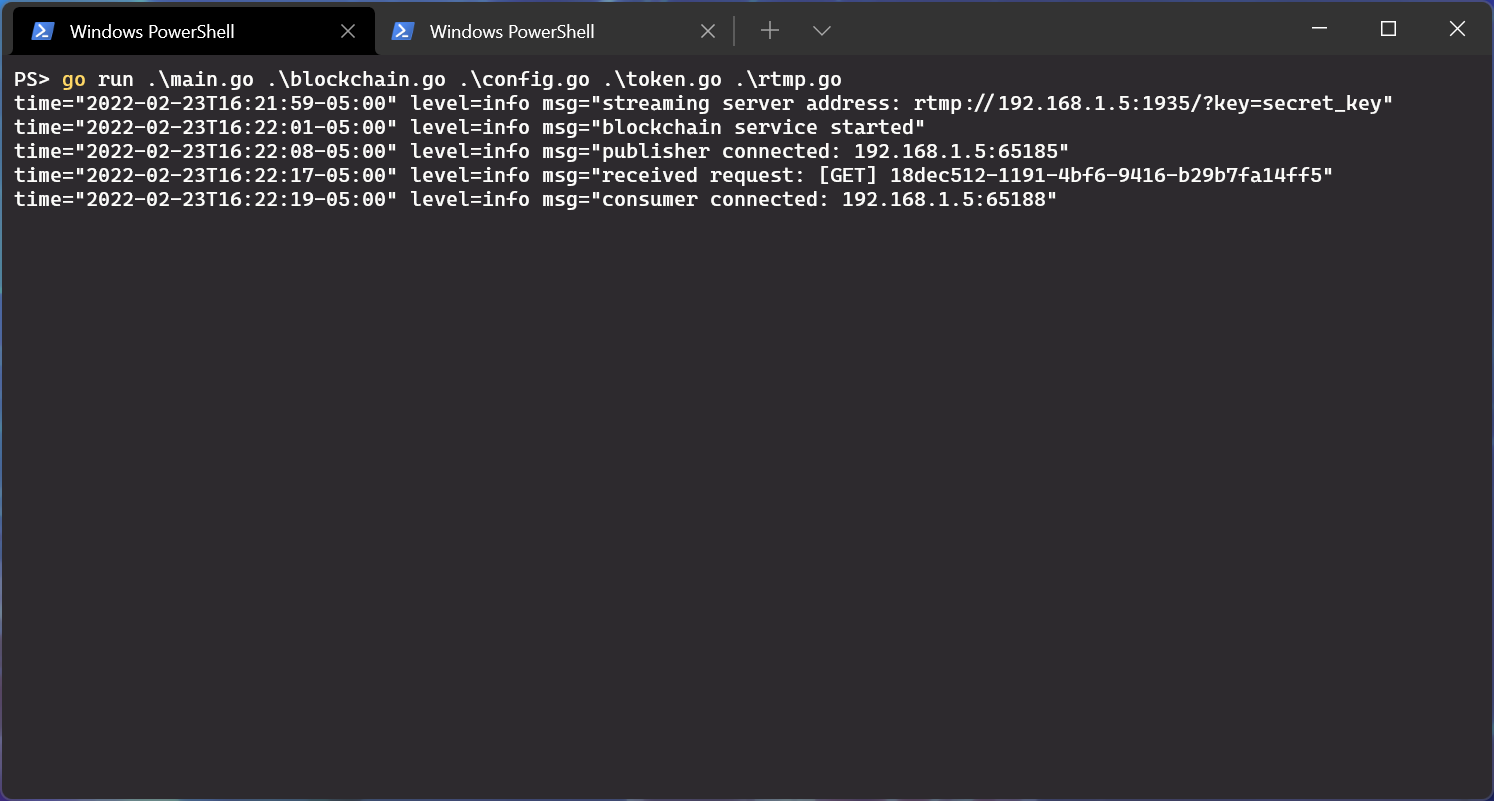 Windows PowerShell
Windows PowerShell
PS> go run .\main.go .\blockchain.go .\config.go .\token.go .\rtmp.go
time="2022-02-23T16:21:59-05:00" level=info msg="streaming server address: rtmp://192.168.1.5:1935/?key=secret_key"
time="2022-02-23T16:22:01-05:00" level=info msg="blockchain service started"
time="2022-02-23T16:22:08-05:00" level=info msg="publisher connected: 192.168.1.5:65185"
time="2022-02-23T16:22:17-05:00" level=info msg="received request: [GET] 18dec512-1191-4bf6-9416-b29b7fa14ff5"
time="2022-02-23T16:22:19-05:00" level=info msg="consumer connected: 192.168.1.5:65188"